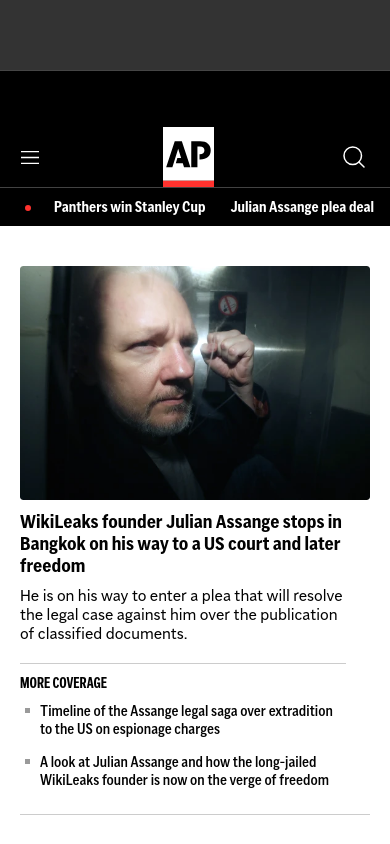 AP
Panthers win Stanley Cup
Julian Assange plea deal
WikiLeaks founder Julian Assange stops in
Bangkok on his way to a US court and later
freedom
He is on his way to enter a plea that will resolve
the legal case against him over the publication
of classified documents.
MORE COVERAGE
Timeline of the Assange legal saga over extradition
to the US on espionage charges
A look at Julian Assange and how the long-jailed
WikiLeaks founder is now on the verge of freedom